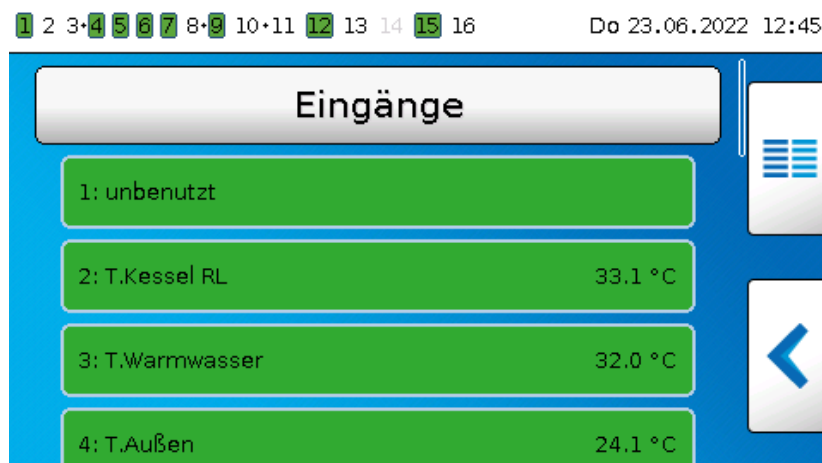 1 2 3+4 5 6 7 8+9 10+11 12 13 14 15 16 Do 23.06.2022 12:45
Eingänge
1: unbenutzt
2: T.Kessel RL 33.1 °C
3: T.Warmwasser 32.0 °C
4: T.Außen 24.1 °C